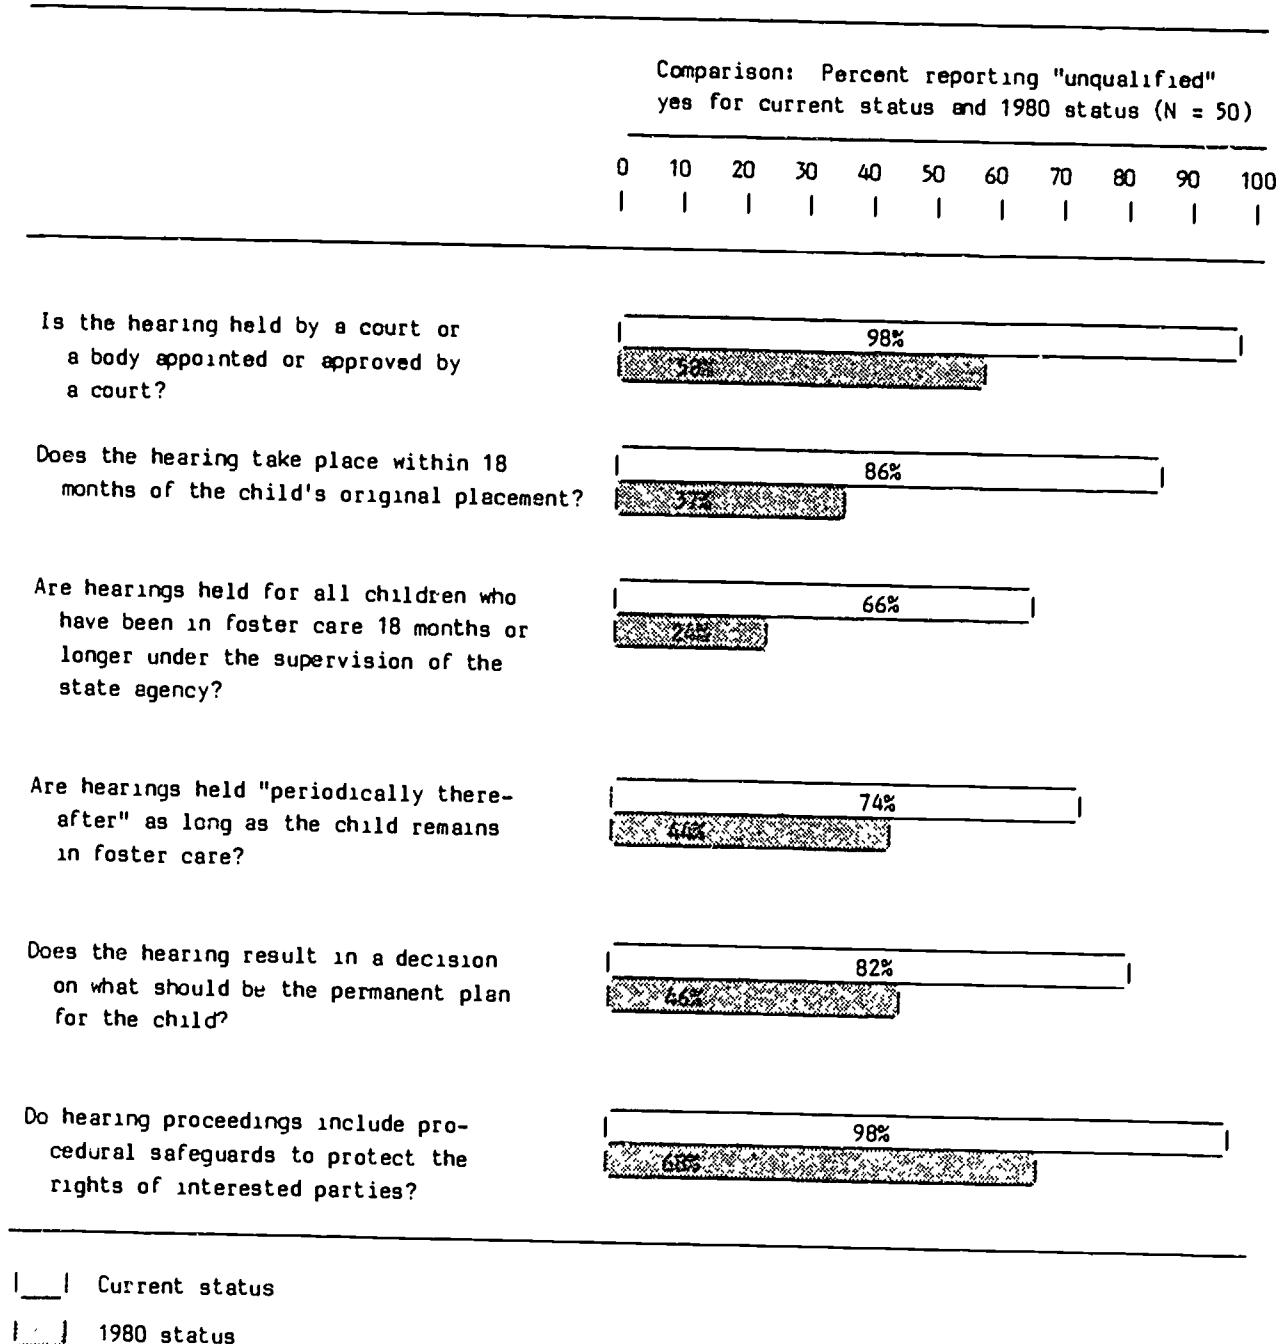 Comparison: Percent reporting "unqualified"
yes for current status and 1980 status (N = 50)
0 10 20 30 40 50 60 70 80 90 100
Is the hearing held by a court or
a body appointed or approved by
a court?
98%
Does the hearing take place within 18
months of the child's original placement?
86%
37%
Are hearings held for all children who
have been in foster care 18 months or
longer under the supervision of the
state agency?
66%
24%
Are hearings held "periodically there-
after" as long as the child remains
in foster care?
74%
44%
Does the hearing result in a decision
on what should be the permanent plan
for the child?
82%
46%
Do hearing proceedings include pro-
cedural safeguards to protect the
rights of interested parties?
98%
68%
Current status
1980 status